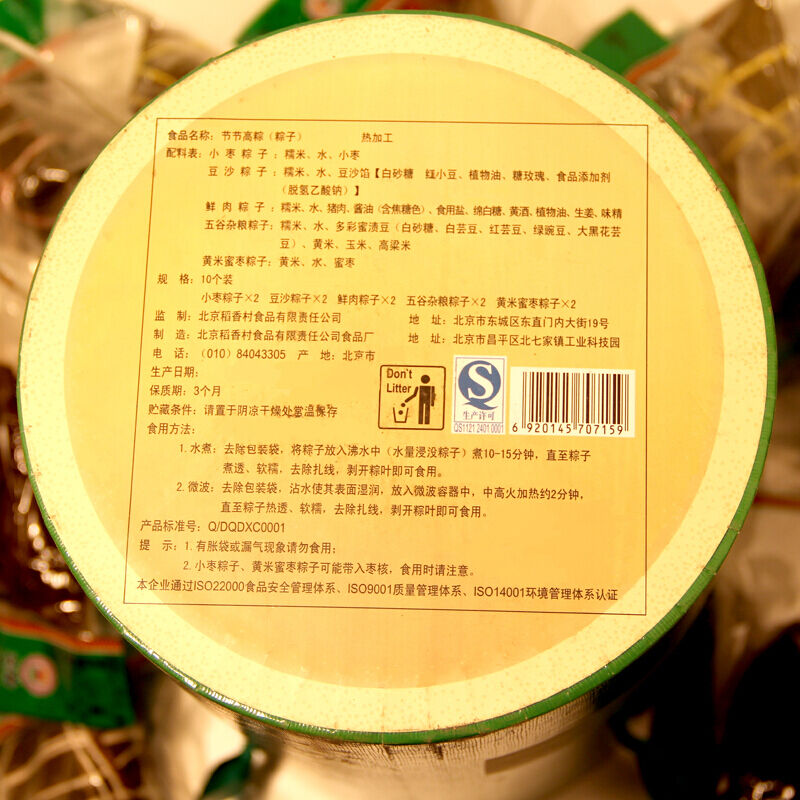 食品名称：节节高粽（粽子） 热加工
配料表：小枣粽子：糯米、水、小枣
豆沙粽子：糯米、水、豆沙馅【白砂糖 红小豆、植物油、糖玫瑰、食品添加剂
（脱氢乙酸钠）】
鲜肉粽子：糯米、水、猪肉、酱油（含焦糖色）、食用盐、绵白糖、黄酒、植物油、生姜、味精
五谷杂粮粽子：糯米、水、多彩蜜渍豆（白砂糖、白芸豆、红芸豆、绿豌豆、大黑花芸
豆）、黄米、玉米、高粱米
黄米蜜枣粽子：黄米、水、蜜枣
规格：10个装
小枣粽子×2 豆沙粽子×2 鲜肉粽子×2 五谷杂粮粽子×2 黄米蜜枣粽子×2
监制：北京稻香村食品有限责任公司 地址：北京市东城区东直门内大街19号
制造：北京稻香村食品有限责任公司食品厂 地址：北京市昌平区北七家镇工业科技园
电话：（010）84043305 产地：北京市
生产日期：
保质期：3个月
贮藏条件：请置于阴凉干燥处常温保存
Don't
Litter
生产许可
QS1121 2401 0001
6 920145 707159
食用方法：
1.水煮：去除包装袋，将粽子放入沸水中（水量浸没粽子）煮10-15分钟，直至粽子
煮透、软糯，去除扎线，剥开粽叶即可食用。
2.微波：去除包装袋，沾水使其表面湿润，放入微波容器中，中高火加热约2分钟，
直至粽子热透、软糯，去除扎线，剥开粽叶即可食用。
产品标准号：Q/DQDXC0001
提示：1.有胀袋或漏气现象请勿食用；
2.小枣粽子、黄米蜜枣粽子可能带入枣核，食用时请注意。
本企业通过ISO22000食品安全管理体系、ISO9001质量管理体系、ISO14001环境管理体系认证